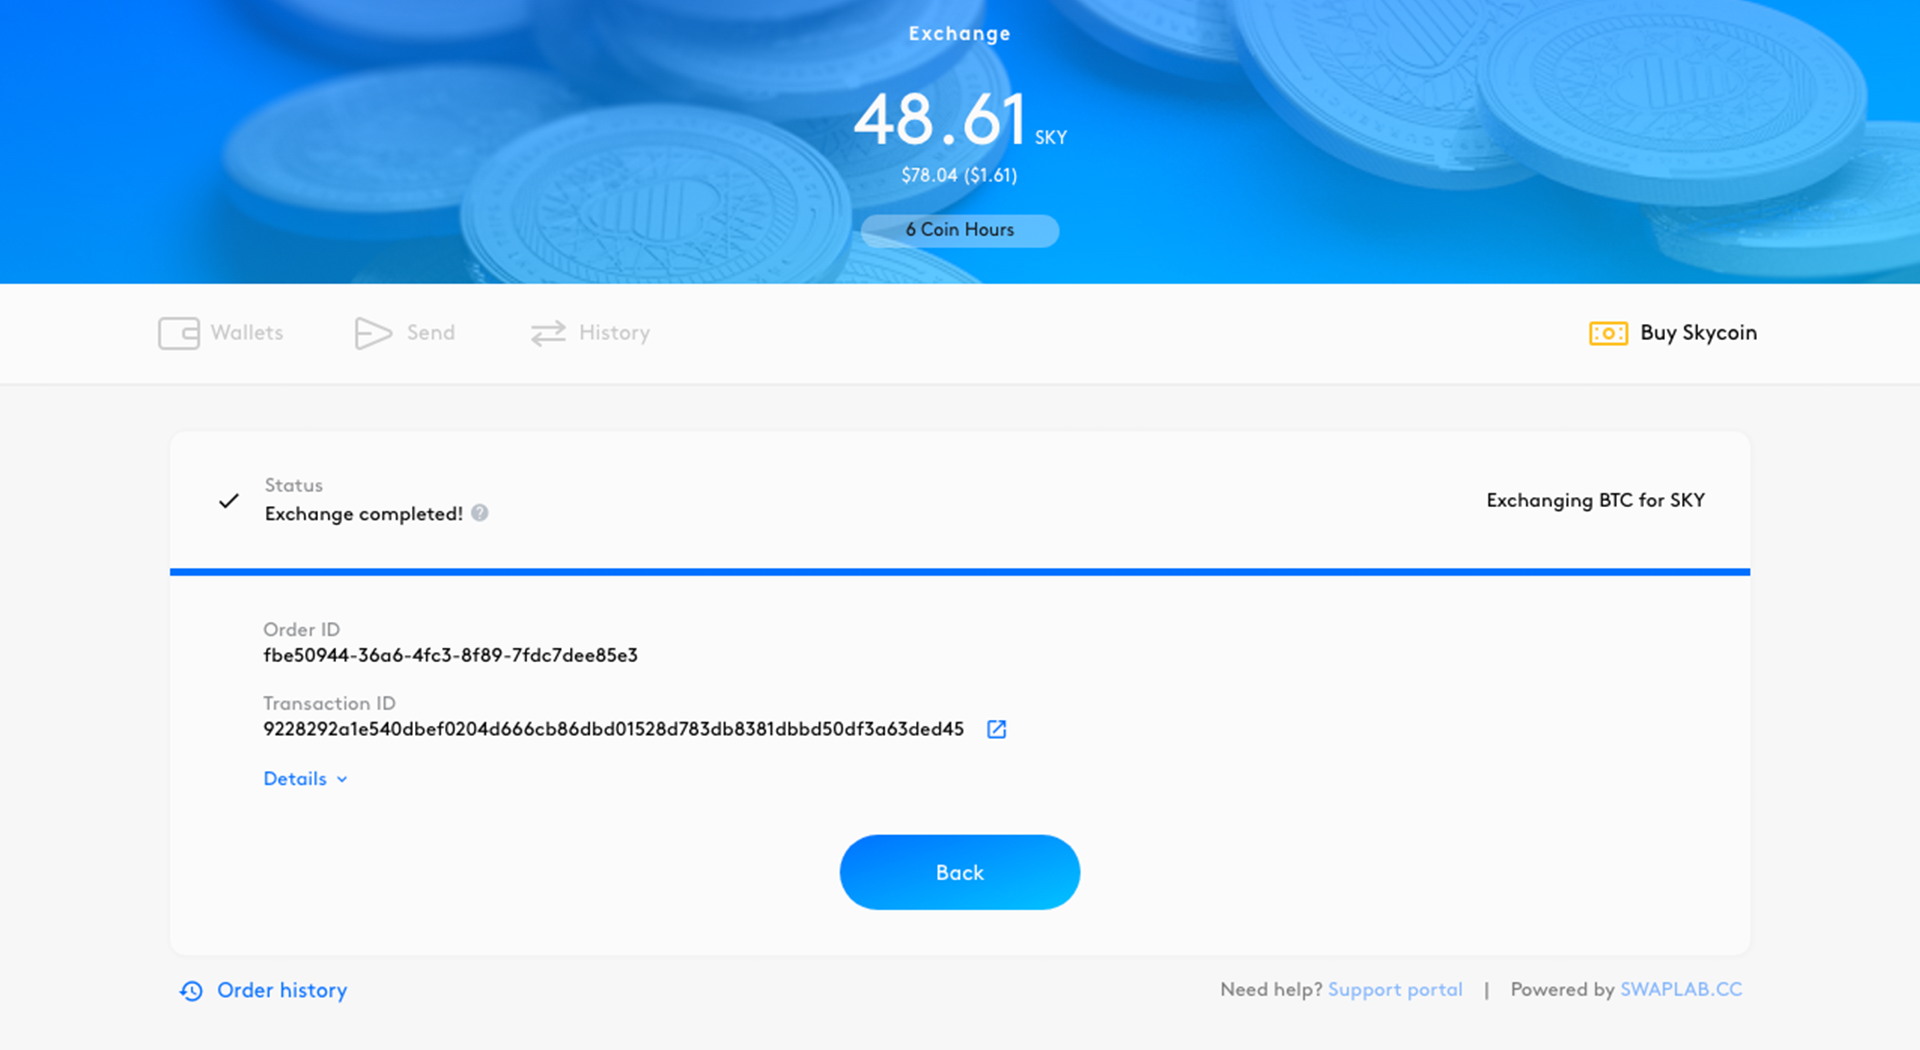 Exchange
48.61 SKY
$78.04 ($1.61)
6 Coin Hours
Wallets Send History Buy Skycoin
Status
Exchange completed! ?
Exchanging BTC for SKY
Order ID
fbe50944-36a6-4fc3-8f89-7fdc7dee85e3
Transaction ID
9228292a1e540dbef0204d666cb86dbd01528d783db8381dbbd50df3a63ded45
Details
Back
Order history
Need help? Support portal | Powered by SWAPLAB.CC